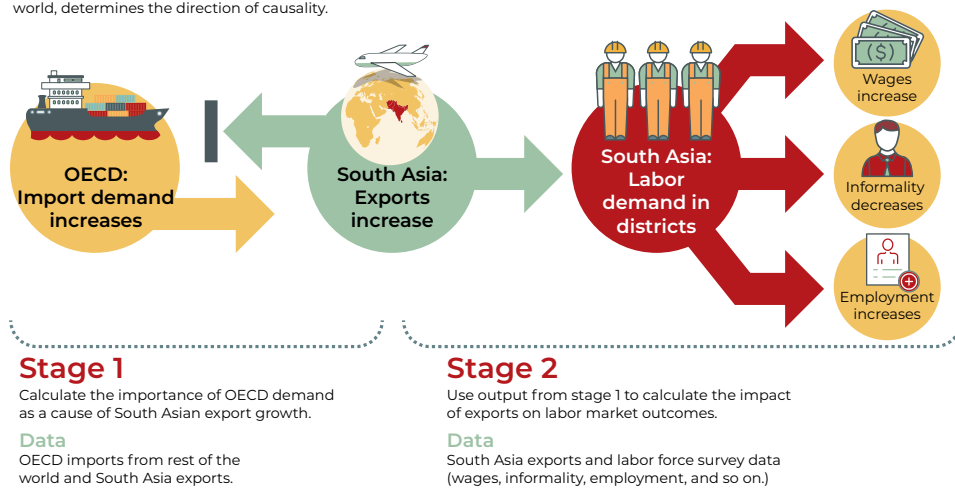 world, determines the direction of causality.
OECD:
Import demand
increases
South Asia:
Exports
increase
South Asia:
Labor
demand in
districts
($)
Wages
increase
Informality
decreases
Employment
increases
Stage 1
Calculate the importance of OECD demand
as a cause of South Asian export growth.
Data
OECD imports from rest of the
world and South Asia exports.
Stage 2
Use output from stage 1 to calculate the impact
of exports on labor market outcomes.
Data
South Asia exports and labor force survey data
(wages, informality, employment, and so on.)